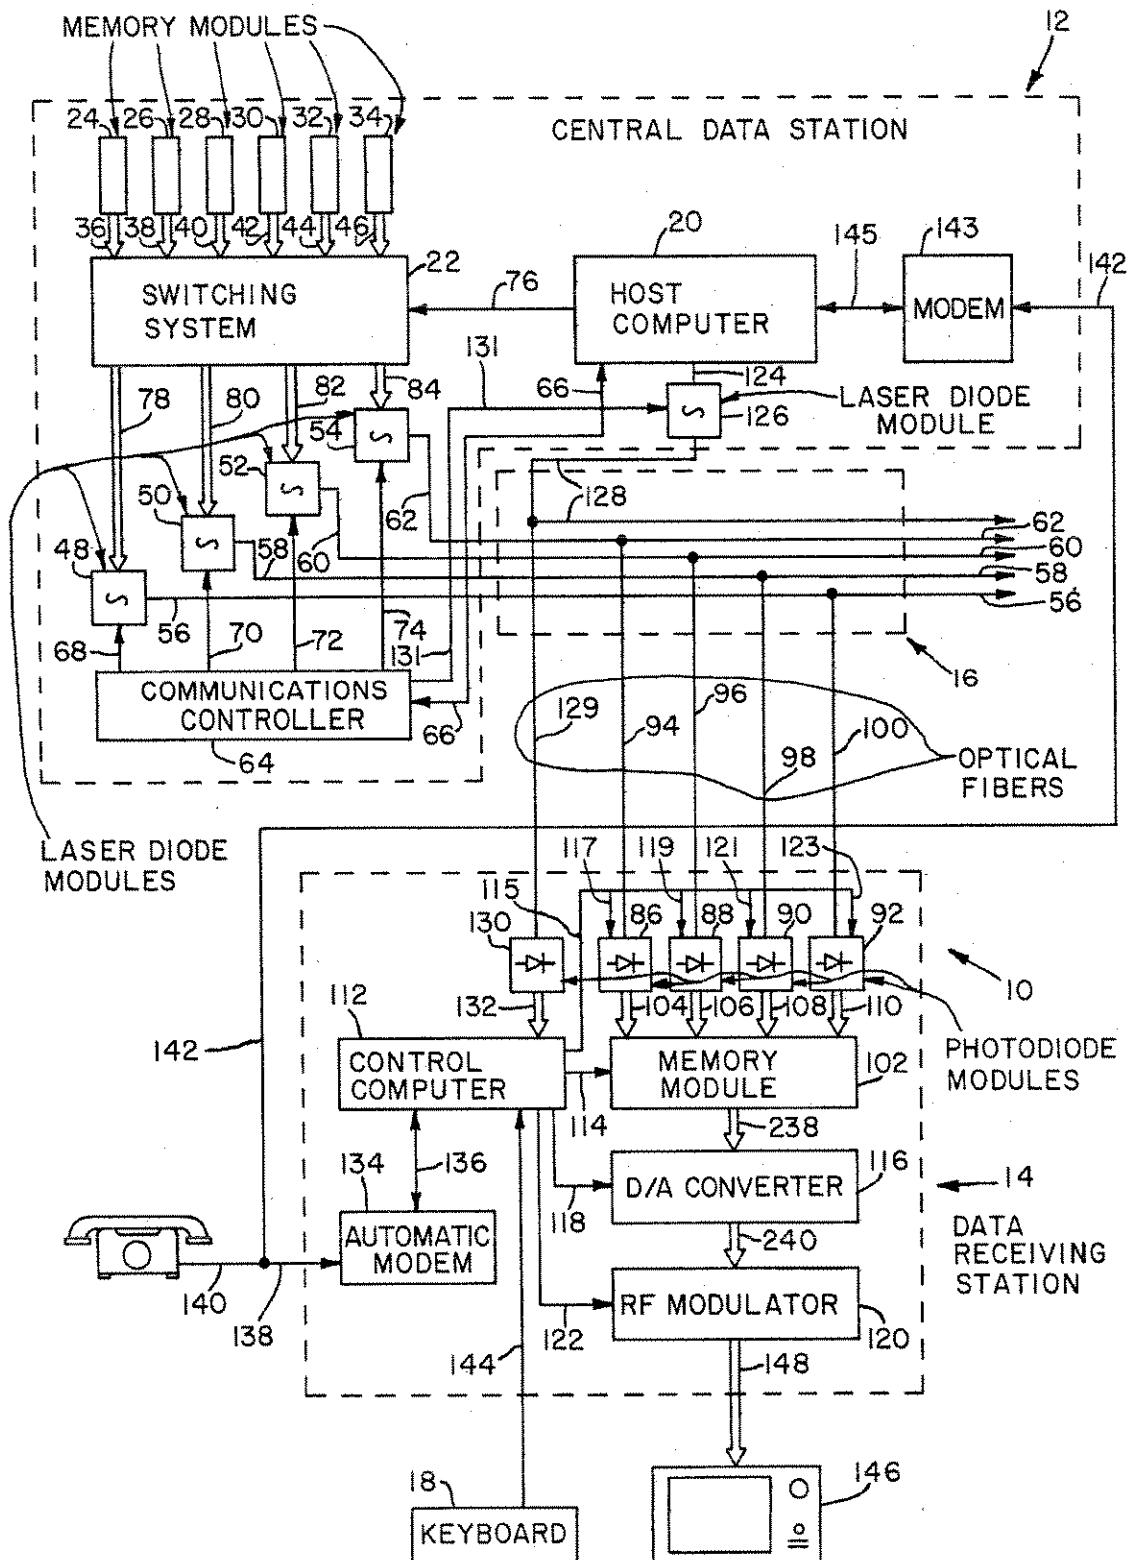 MEMORY MODULES
12
24 26 28 30 32 34
CENTRAL DATA STATION
36 38 40 42 44 46
20
145
143
142
22
SWITCHING
SYSTEM
76
HOST
COMPUTER
MODEM
131
66
124
LASER DIODE
MODULE
126
78
80
82
84
54
52
50
48
128
62
60
58
56
62
60
58
56
68
70
72
74
131
16
COMMUNICATIONS
CONTROLLER
66
64
129
94
96
98
100
OPTICAL
FIBERS
LASER DIODE
MODULES
117
119
121
123
115
130
86
88
90
92
10
132
104
106
108
110
112
142
CONTROL
COMPUTER
MEMORY
MODULE
102
PHOTODIODE
MODULES
114
238
134
136
116
D/A CONVERTER
118
14
DATA
RECEIVING
STATION
AUTOMATIC
MODEM
240
140
138
RF MODULATOR
122
120
144
148
18
KEYBOARD
146